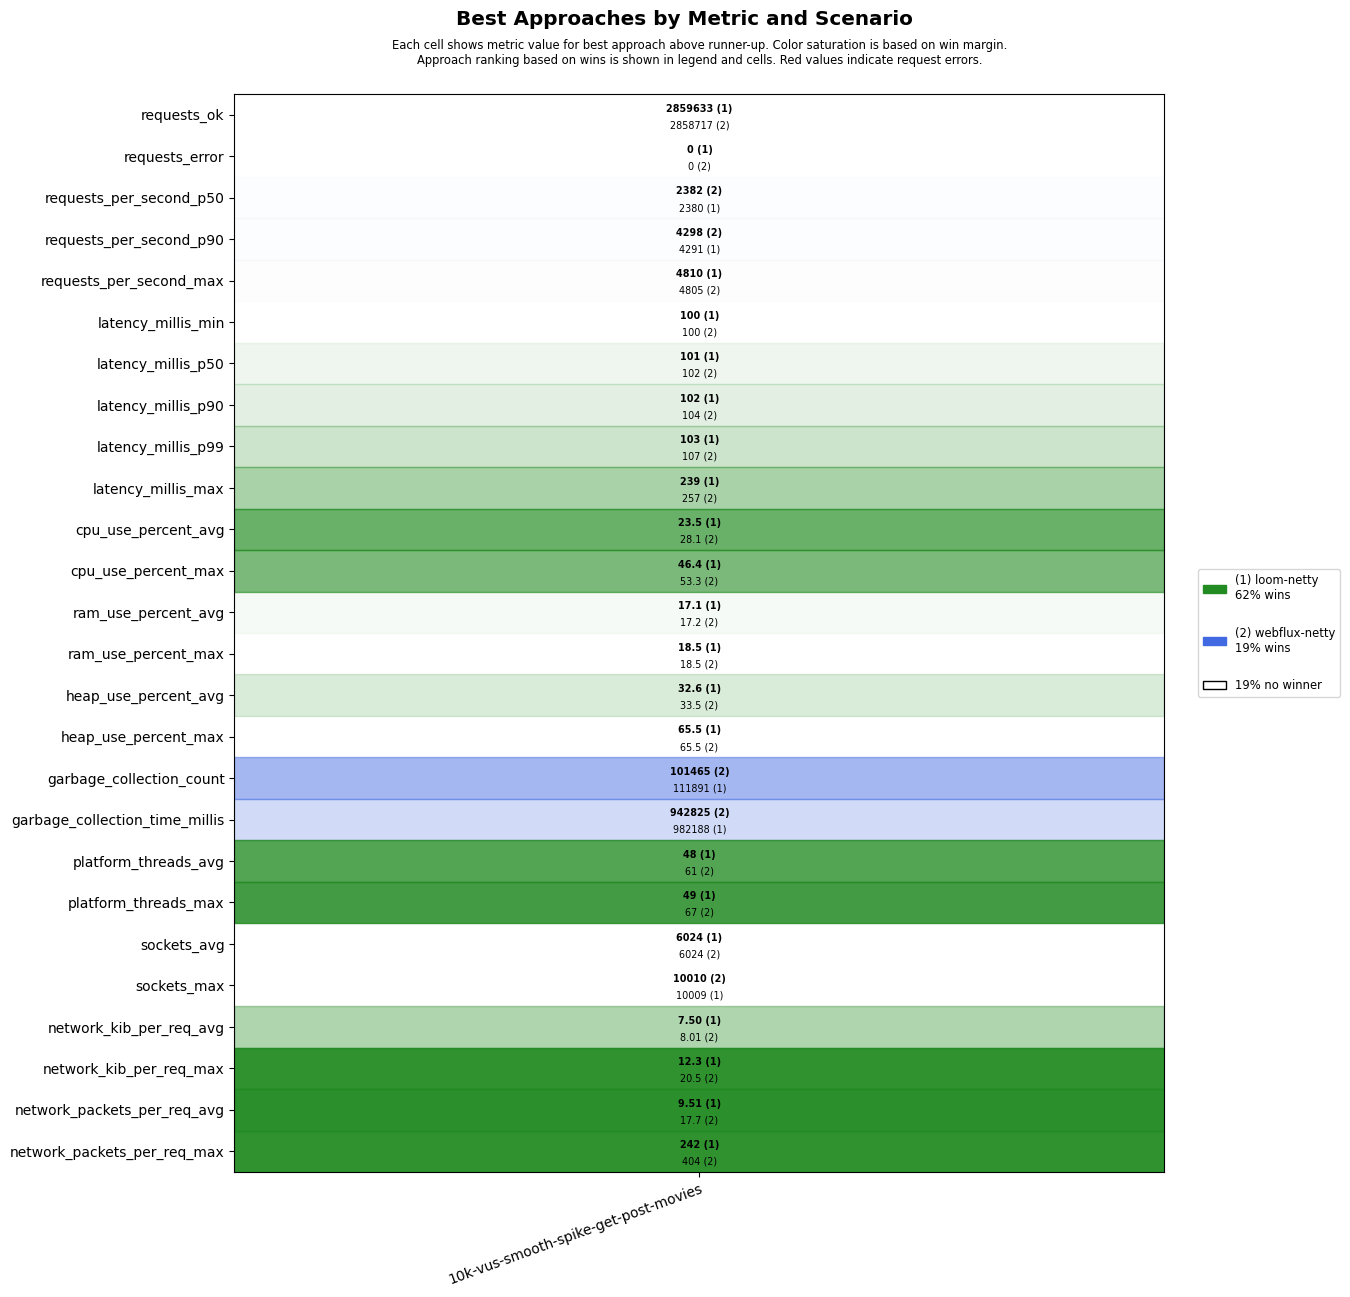 Best Approaches by Metric and Scenario
Each cell shows metric value for best approach above runner-up. Color saturation is based on win margin.
Approach ranking based on wins is shown in legend and cells. Red values indicate request errors.
requests_ok
2859633 (1)
2858717 (2)
requests_error
0 (1)
0 (2)
requests_per_second_p50
2382 (2)
2380 (1)
requests_per_second_p90
4298 (2)
4291 (1)
requests_per_second_max
4810 (1)
4805 (2)
latency_millis_min
100 (1)
100 (2)
latency_millis_p50
101 (1)
102 (2)
latency_millis_p90
102 (1)
104 (2)
latency_millis_p99
103 (1)
107 (2)
latency_millis_max
239 (1)
257 (2)
cpu_use_percent_avg
23.5 (1)
28.1 (2)
cpu_use_percent_max
46.4 (1)
53.3 (2)
ram_use_percent_avg
17.1 (1)
17.2 (2)
ram_use_percent_max
18.5 (1)
18.5 (2)
heap_use_percent_avg
32.6 (1)
33.5 (2)
heap_use_percent_max
65.5 (1)
65.5 (2)
garbage_collection_count
101465 (2)
111891 (1)
garbage_collection_time_millis
942825 (2)
982188 (1)
platform_threads_avg
48 (1)
61 (2)
platform_threads_max
49 (1)
67 (2)
sockets_avg
6024 (1)
6024 (2)
sockets_max
10010 (2)
10009 (1)
network_kib_per_req_avg
7.50 (1)
8.01 (2)
network_kib_per_req_max
12.3 (1)
20.5 (2)
network_packets_per_req_avg
9.51 (1)
17.7 (2)
network_packets_per_req_max
242 (1)
404 (2)
10k-vus-smooth-spike-get-post-movies
(1) loom-netty
62% wins
(2) webflux-netty
19% wins
19% no winner